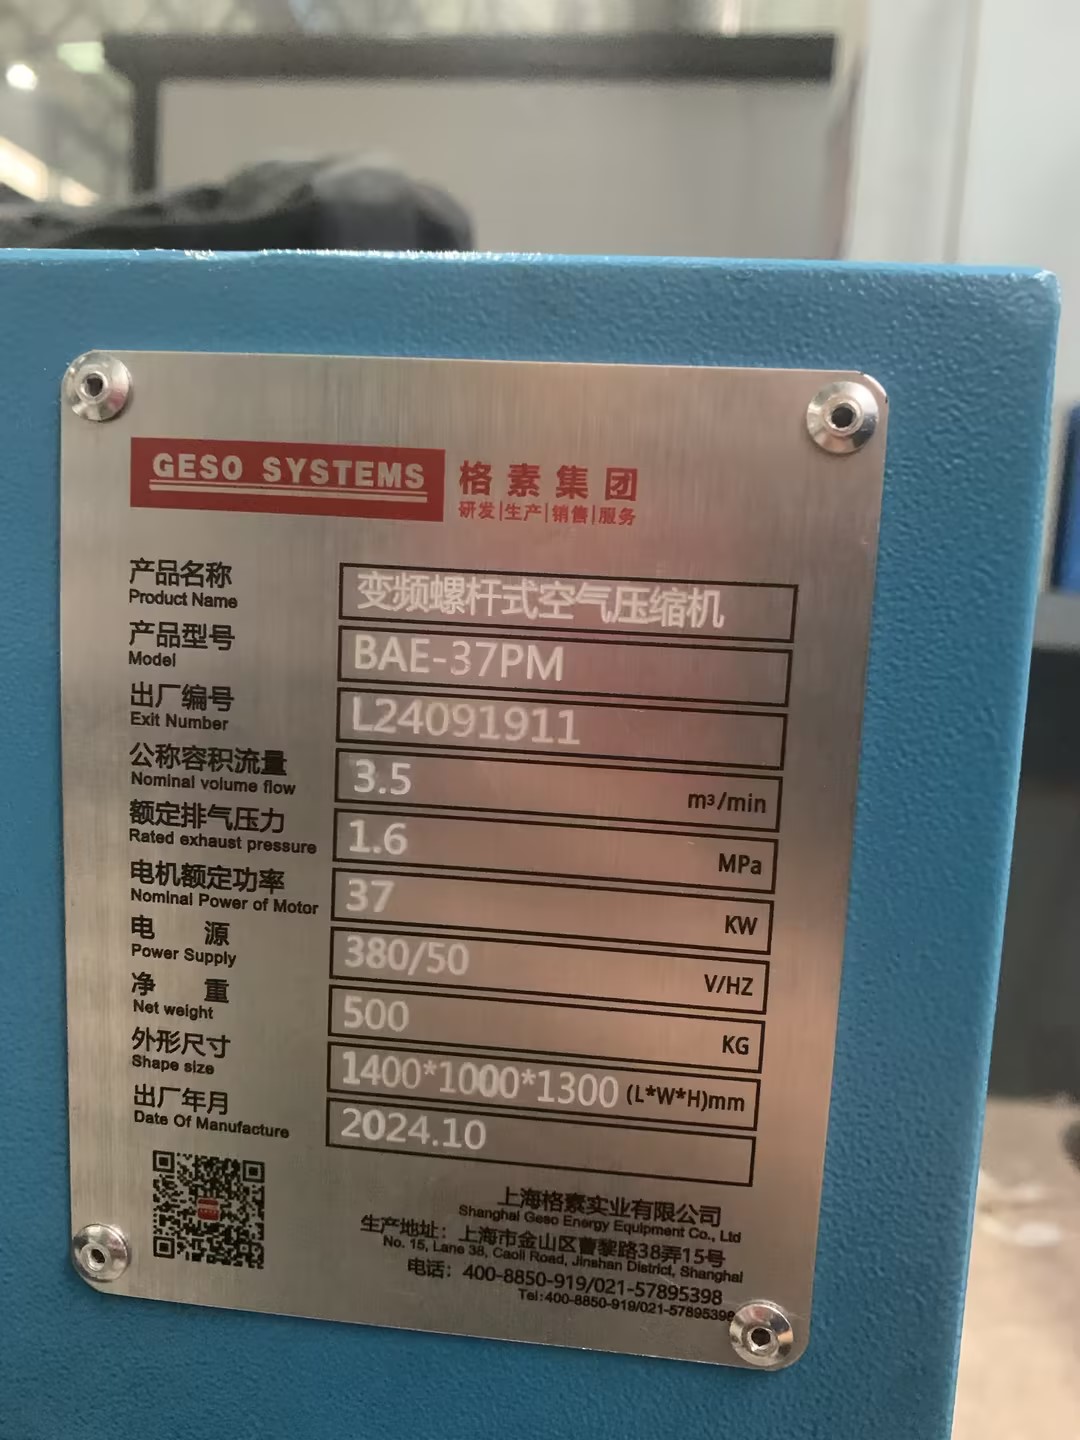 GESO SYSTEMS 格素集团
研发|生产|销售|服务
产品名称 变频螺杆式空气压缩机
Product Name
产品型号 BAE-37PM
Model
出厂编号 L24091911
Exit Number
公称容积流量 3.5 m³/min
Nominal volume flow
额定排气压力 1.6 MPa
Rated exhaust pressure
电机额定功率 37 KW
Nominal Power of Motor
电 源 380/50 V/HZ
Power Supply
净 重 500 KG
Net weight
外形尺寸 1400*1000*1300 (L*W*H)mm
Shape size
出厂年月 2024.10
Date Of Manufacture
上海格素实业有限公司
Shanghai Geso Energy Equipment Co., Ltd
生产地址：上海市金山区曹黎路38弄15号
No. 15, Lane 38, Caoli Road, Jinshan District, Shanghai
电话：400-8850-919/021-57895398
Tel:400-8850-919/021-57895398